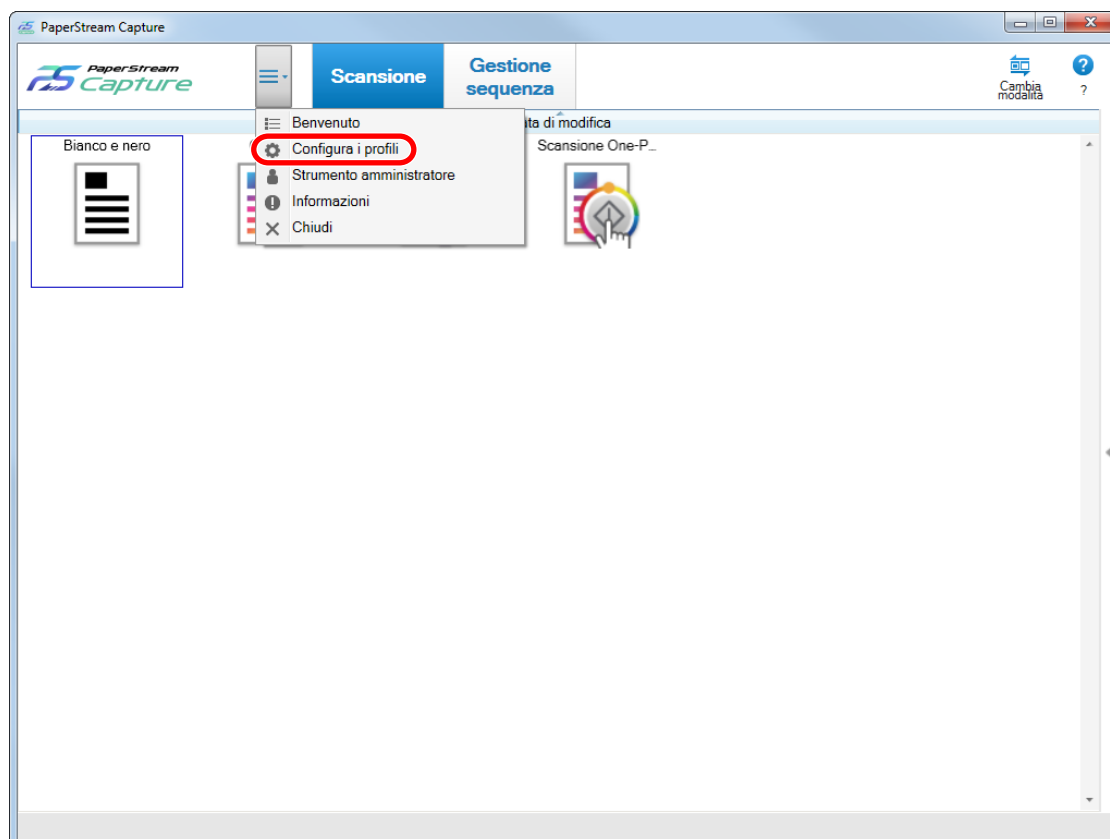 PaperStream Capture
PaperStream
Capture
Scansione
Gestione
sequenza
Cambia
modalità
?
?
di modifica
Bianco e nero
Scansione One-P...
Benvenuto
Configura i profili
Strumento amministratore
Informazioni
Chiudi